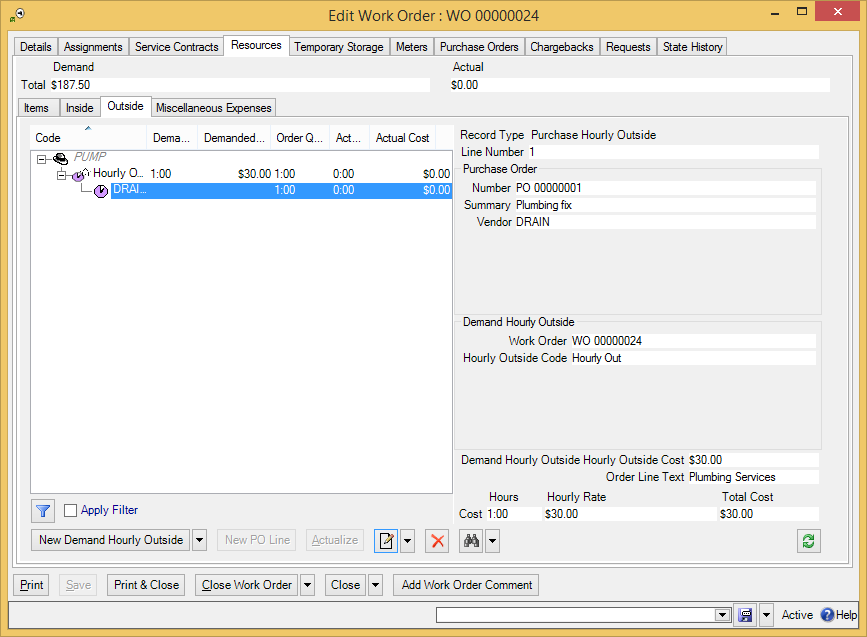 Edit Work Order : WO 00000024
Details Assignments Service Contracts Resources Temporary Storage Meters Purchase Orders Chargebacks Requests State History
Demand Actual
Total $187.50 $0.00
Items Inside Outside Miscellaneous Expenses
Code Dema... Demanded... Order Q... Act... Actual Cost
PUMP
Hourly O... 1:00 $30.00 1:00 0:00 $0.00
DRAI... 1:00 0:00 $0.00
Record Type Purchase Hourly Outside
Line Number 1
Purchase Order
Number PO 00000001
Summary Plumbing fix
Vendor DRAIN
Demand Hourly Outside
Work Order WO 00000024
Hourly Outside Code Hourly Out
Demand Hourly Outside Hourly Outside Cost $30.00
Order Line Text Plumbing Services
Hours Hourly Rate Total Cost
Cost 1:00 $30.00 $30.00
Apply Filter
New Demand Hourly Outside New PO Line Actualize
Print Save Print & Close Close Work Order Close Add Work Order Comment
Active Help